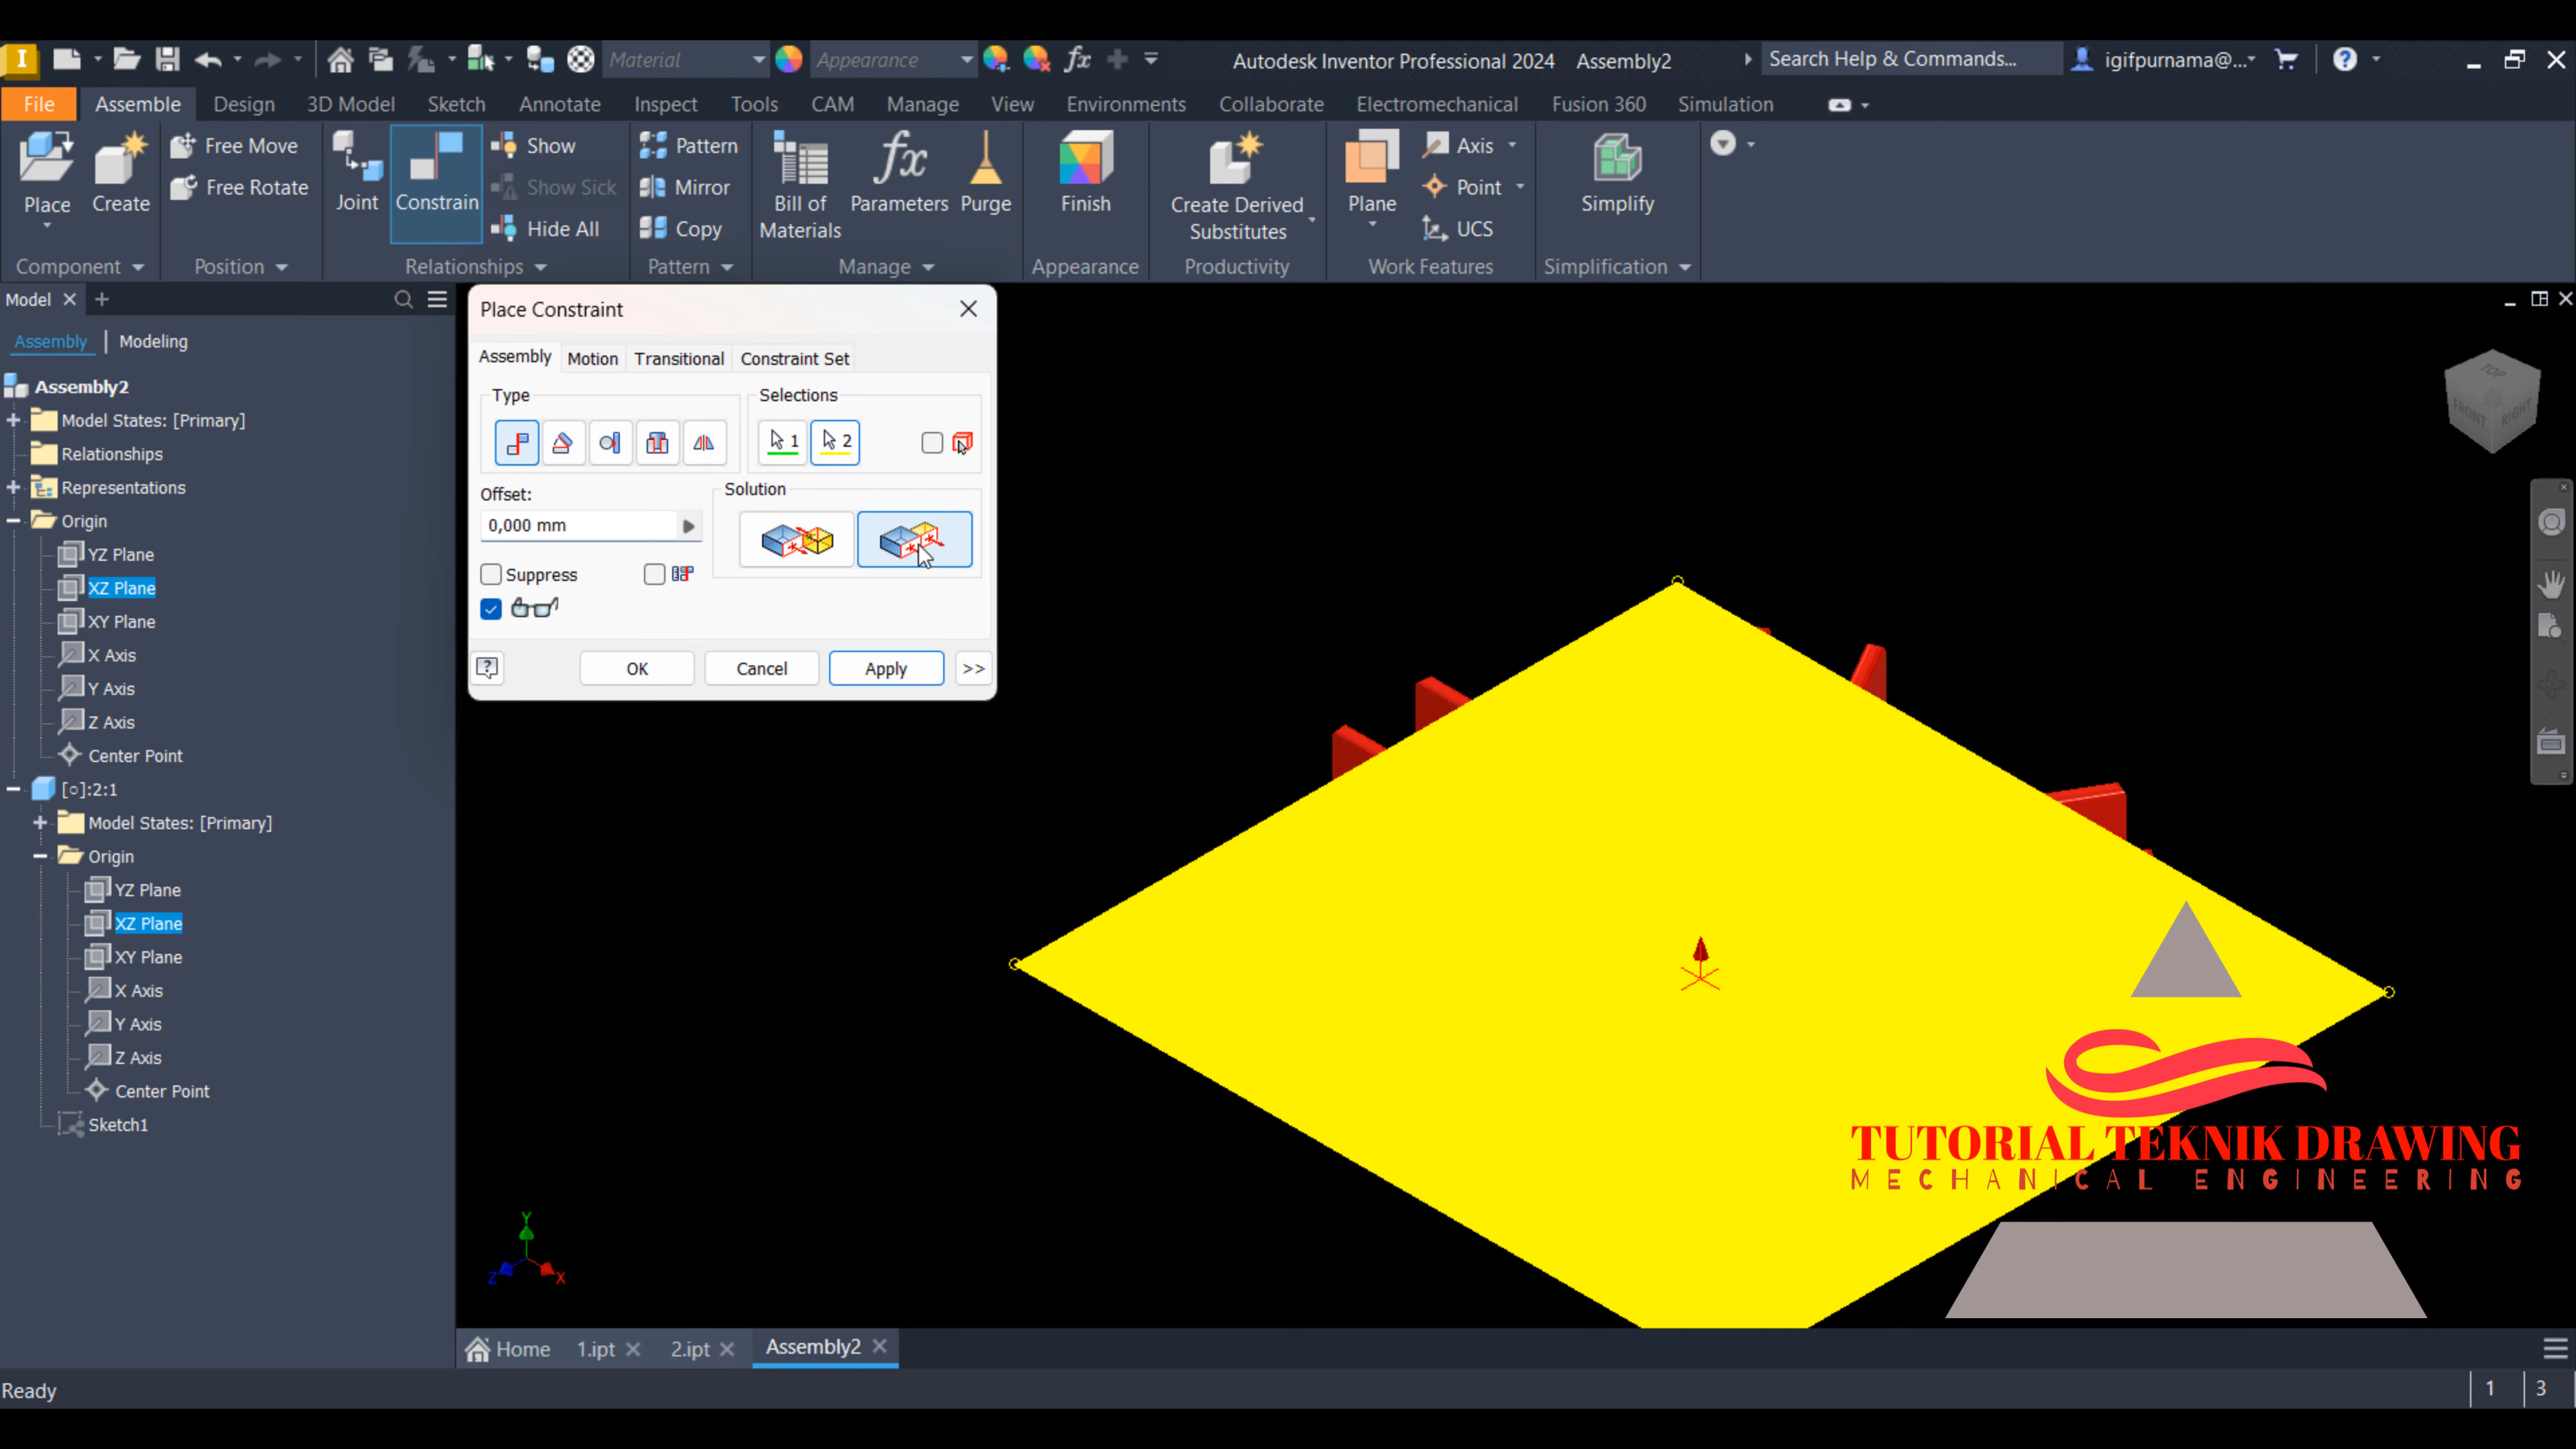 I Material Appearance fx Autodesk Inventor Professional 2024 Assembly2 Search Help & Commands... igifpurnama@...
File Assemble Design 3D Model Sketch Annotate Inspect Tools CAM Manage View Environments Collaborate Electromechanical Fusion 360 Simulation
Place Create Free Move Free Rotate Joint Constrain Show Show Sick Hide All Pattern Mirror Copy Bill of Materials fx Parameters Purge Finish Create Derived Substitutes Plane Axis Point UCS Simplify
Component Position Relationships Pattern Manage Appearance Productivity Work Features Simplification
Model
Assembly | Modeling
Assembly2
Model States: [Primary]
Relationships
Representations
Origin
YZ Plane
XZ Plane
XY Plane
X Axis
Y Axis
Z Axis
Center Point
[○]:2:1
Model States: [Primary]
Origin
YZ Plane
XZ Plane
XY Plane
X Axis
Y Axis
Z Axis
Center Point
Sketch1
Place Constraint
Assembly Motion Transitional Constraint Set
Type Selections
1 2
Offset: Solution
0,000 mm
Suppress
OK Cancel Apply >>
TOP
FRONT RIGHT
Y
Z X
TUTORIAL TEKNIK DRAWING
MECHANICAL ENGINEERING
Home 1.ipt 2.ipt Assembly2
Ready 1 3